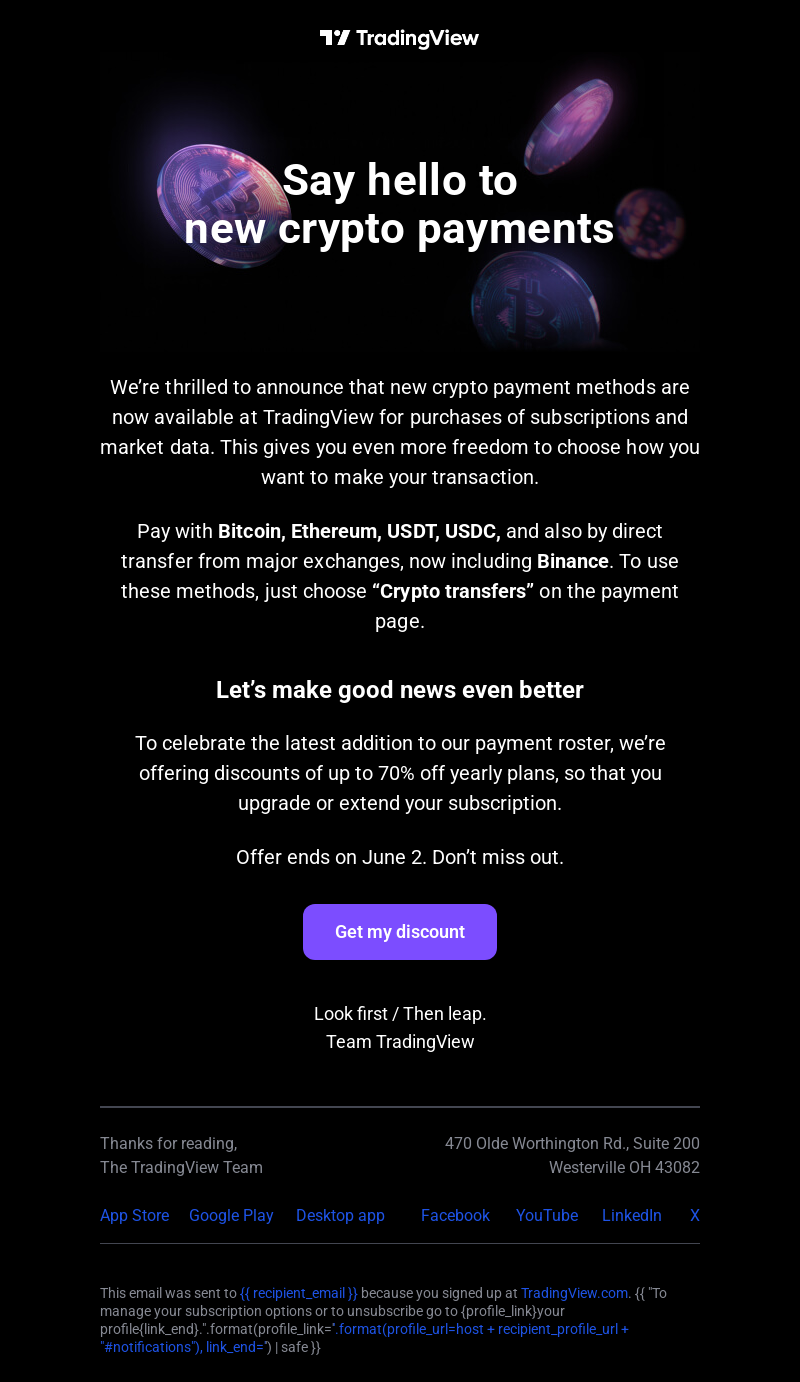 TradingView
Say hello to
new crypto payments
We’re thrilled to announce that new crypto payment methods are
now available at TradingView for purchases of subscriptions and
market data. This gives you even more freedom to choose how you
want to make your transaction.
Pay with Bitcoin, Ethereum, USDT, USDC, and also by direct
transfer from major exchanges, now including Binance. To use
these methods, just choose “Crypto transfers” on the payment
page.
Let’s make good news even better
To celebrate the latest addition to our payment roster, we’re
offering discounts of up to 70% off yearly plans, so that you
upgrade or extend your subscription.
Offer ends on June 2. Don’t miss out.
Get my discount
Look first / Then leap.
Team TradingView
Thanks for reading,
The TradingView Team
470 Olde Worthington Rd., Suite 200
Westerville OH 43082
App Store Google Play Desktop app Facebook YouTube LinkedIn X
This email was sent to {{ recipient_email }} because you signed up at TradingView.com. {{ "To
manage your subscription options or to unsubscribe go to {profile_link}your
profile{link_end}.".format(profile_link=''.format(profile_url=host + recipient_profile_url +
"#notifications"), link_end='') | safe }}